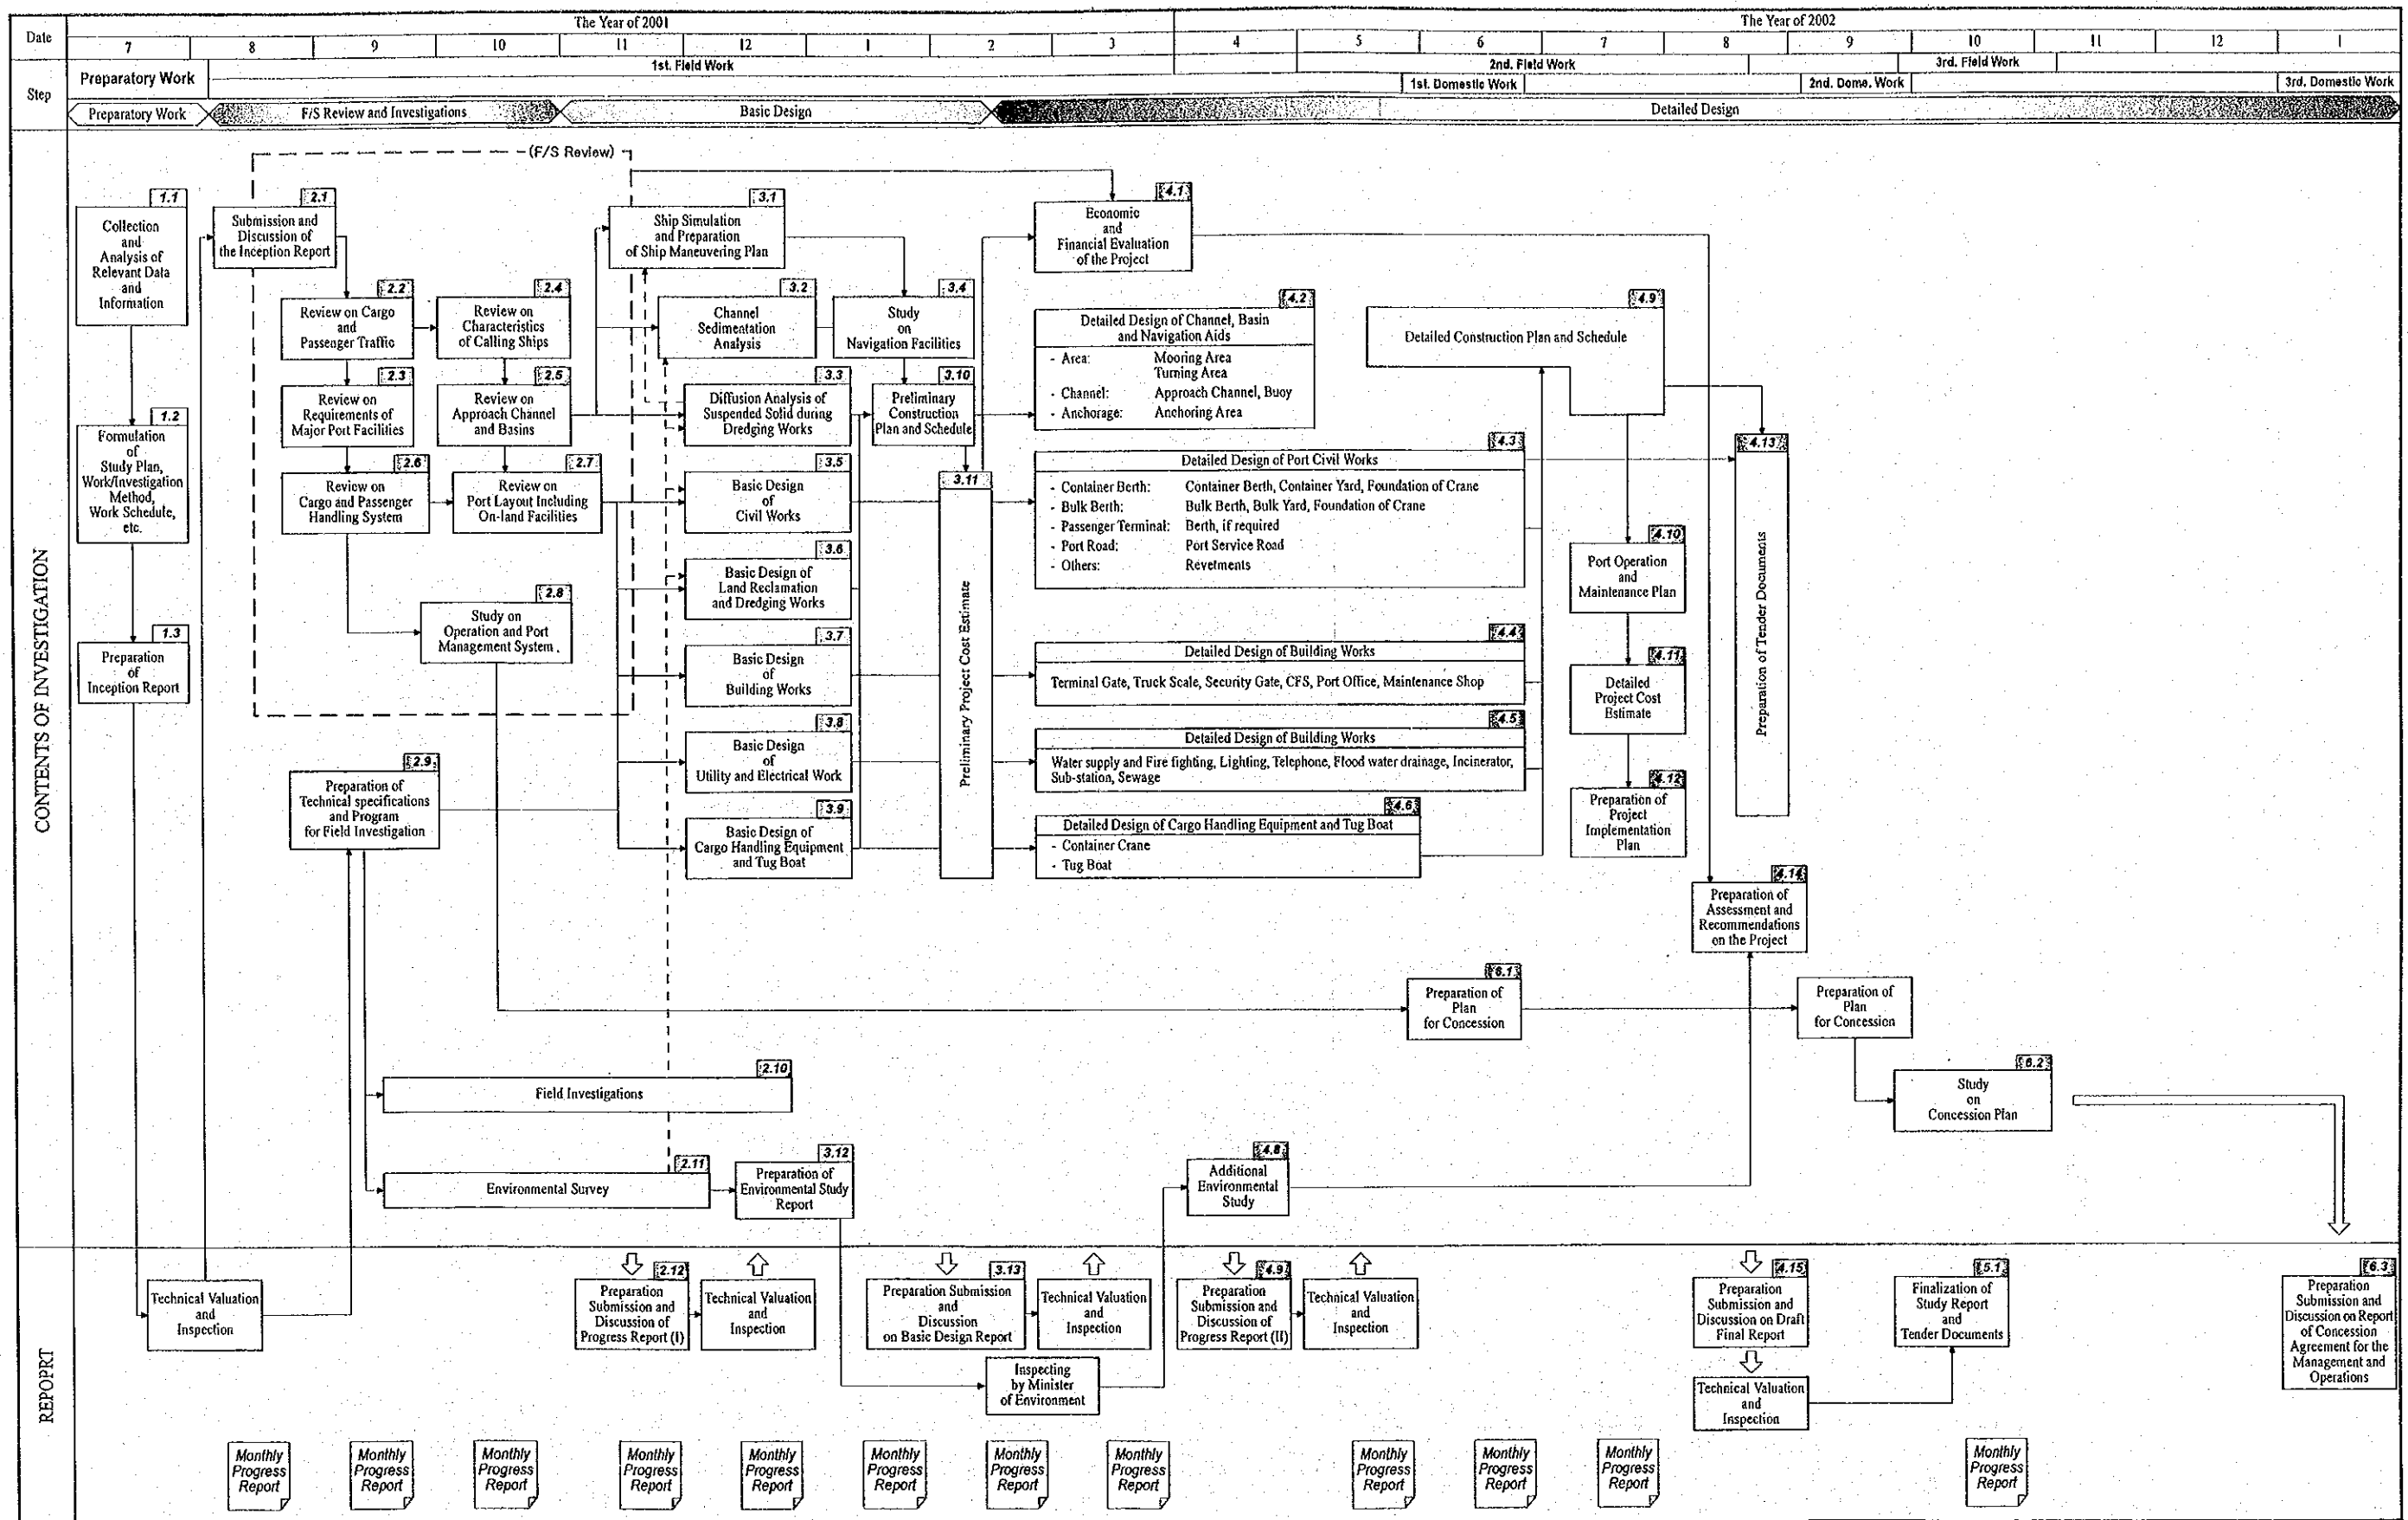 The Year of 2001
The Year of 2002
Date
7
8
9
10
11
12
1
2
3
4
5
6
7
8
9
10
11
12
1
Step
Preparatory Work
1st. Field Work
2nd. Field Work
3rd. Field Work
1st. Domestic Work
2nd. Dome. Work
3rd. Domestic Work
Preparatory Work
F/S Review and Investigations
Basic Design
Detailed Design
CONTENTS OF INVESTIGATION
(F/S Review)
1.1
Collection
and
Analysis of
Relevant Data
and
Information
1.2
Formulation
of
Study Plan,
Work/Investigation
Method,
Work Schedule,
etc.
1.3
Preparation
of
Inception Report
2.1
Submission and
Discussion of
the Inception Report
2.2
Review on Cargo
and
Passenger Traffic
2.3
Review on
Requirements of
Major Port Facilities
2.4
Review on
Characteristics
of Calling Ships
2.5
Review on
Approach Channel
and Basins
2.6
Review on
Cargo and Passenger
Handling System
2.7
Review on
Port Layout Including
On-land Facilities
2.8
Study on
Operation and Port
Management System
2.9
Preparation of
Technical specifications
and Program
for Field Investigation
2.10
Field Investigations
2.11
Environmental Survey
3.1
Ship Simulation
and Preparation
of Ship Maneuvering Plan
3.2
Channel
Sedimentation
Analysis
3.3
Diffusion Analysis of
Suspended Solid during
Dredging Works
3.4
Study
on
Navigation Facilities
3.5
Basic Design
of
Civil Works
3.6
Basic Design of
Land Reclamation
and Dredging Works
3.7
Basic Design
of
Building Works
3.8
Basic Design
of
Utility and Electrical Work
3.9
Basic Design of
Cargo Handling Equipment
and Tug Boat
3.10
Preliminary
Construction
Plan and Schedule
3.11
Preliminary Project Cost Estimate
3.12
Preparation of
Environmental Study
Report
4.1
Economic
and
Financial Evaluation
of the Project
4.2
Detailed Design of Channel, Basin
and Navigation Aids
- Area: Mooring Area
Turning Area
- Channel: Approach Channel, Buoy
- Anchorage: Anchoring Area
4.3
Detailed Design of Port Civil Works
- Container Berth: Container Berth, Container Yard, Foundation of Crane
- Bulk Berth: Bulk Berth, Bulk Yard, Foundation of Crane
- Passenger Terminal: Berth, if required
- Port Road: Port Service Road
- Others: Revetments
4.4
Detailed Design of Building Works
Terminal Gate, Truck Scale, Security Gate, CFS, Port Office, Maintenance Shop
4.5
Detailed Design of Building Works
Water supply and Fire fighting, Lighting, Telephone, Flood water drainage, Incinerator,
Sub-station, Sewage
4.6
Detailed Design of Cargo Handling Equipment and Tug Boat
- Container Crane
- Tug Boat
4.8
Additional
Environmental
Study
4.9
Detailed Construction Plan and Schedule
4.10
Port Operation
and
Maintenance Plan
4.11
Detailed
Project Cost
Estimate
4.12
Preparation of
Project
Implementation
Plan
4.13
Preparation of Tender Documents
4.14
Preparation of
Assessment and
Recommendations
on the Project
6.1
Preparation of
Plan
for Concession
Preparation of
Plan
for Concession
6.2
Study
on
Concession Plan
REPOPRT
Technical Valuation
and
Inspection
2.12
Preparation
Submission and
Discussion of
Progress Report (I)
Technical Valuation
and
Inspection
3.13
Preparation Submission
and
Discussion
on Basic Design Report
Technical Valuation
and
Inspection
Inspecting
by Minister
of Environment
4.9
Preparation
Submission and
Discussion of
Progress Report (II)
Technical Valuation
and
Inspection
4.15
Preparation
Submission and
Discussion on Draft
Final Report
Technical Valuation
and
Inspection
5.1
Finalization of
Study Report
and
Tender Documents
6.3
Preparation
Submission and
Discussion on Report
of Concession
Agreement for the
Management and
Operations
Monthly
Progress
Report
Monthly
Progress
Report
Monthly
Progress
Report
Monthly
Progress
Report
Monthly
Progress
Report
Monthly
Progress
Report
Monthly
Progress
Report
Monthly
Progress
Report
Monthly
Progress
Report
Monthly
Progress
Report
Monthly
Progress
Report
Monthly
Progress
Report